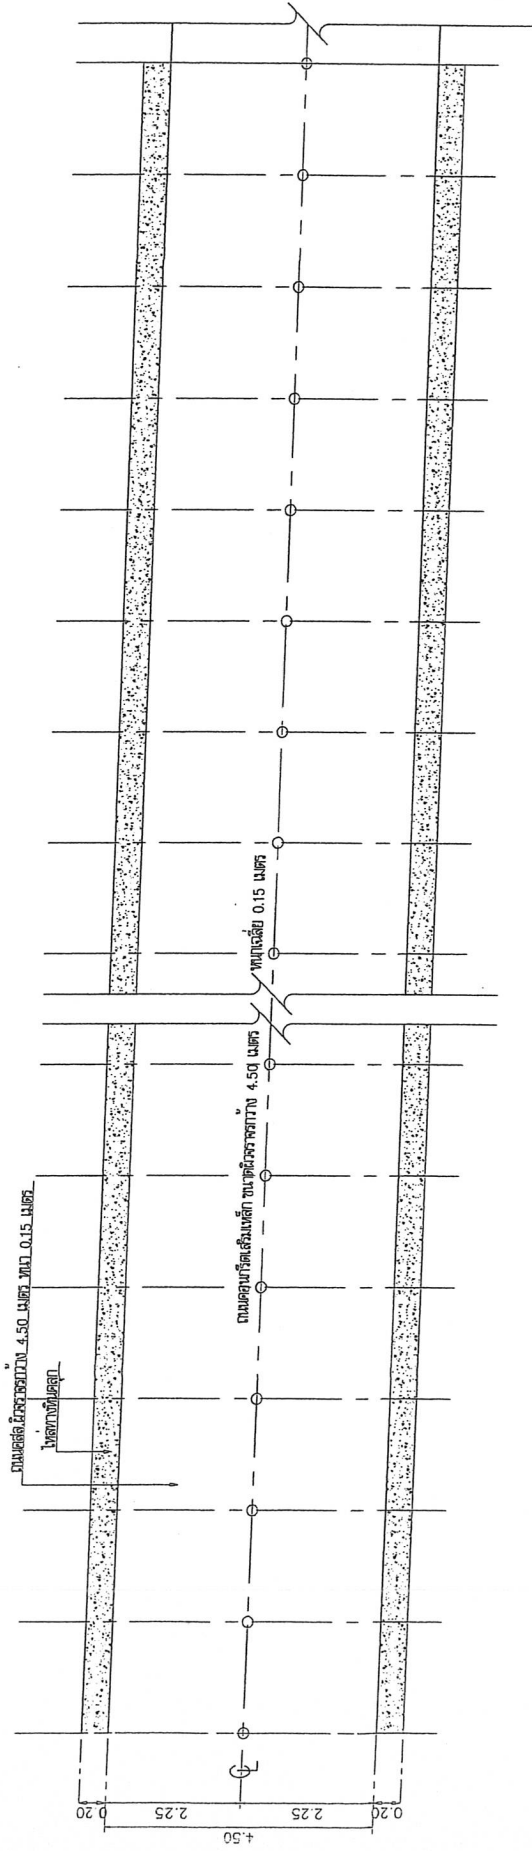 ถนนคสล.ผิวจราจรกว้าง 4.50 เมตร หนา 0.15 เมตร
ไหล่ทางหินคลุก
ถนนคอนกรีตเสริมเหล็ก ขนาดผิวจราจรกว้าง 4.50 เมตร หนาเฉลี่ย 0.15 เมตร
0.20
2.25
2.25
0.20
4.50